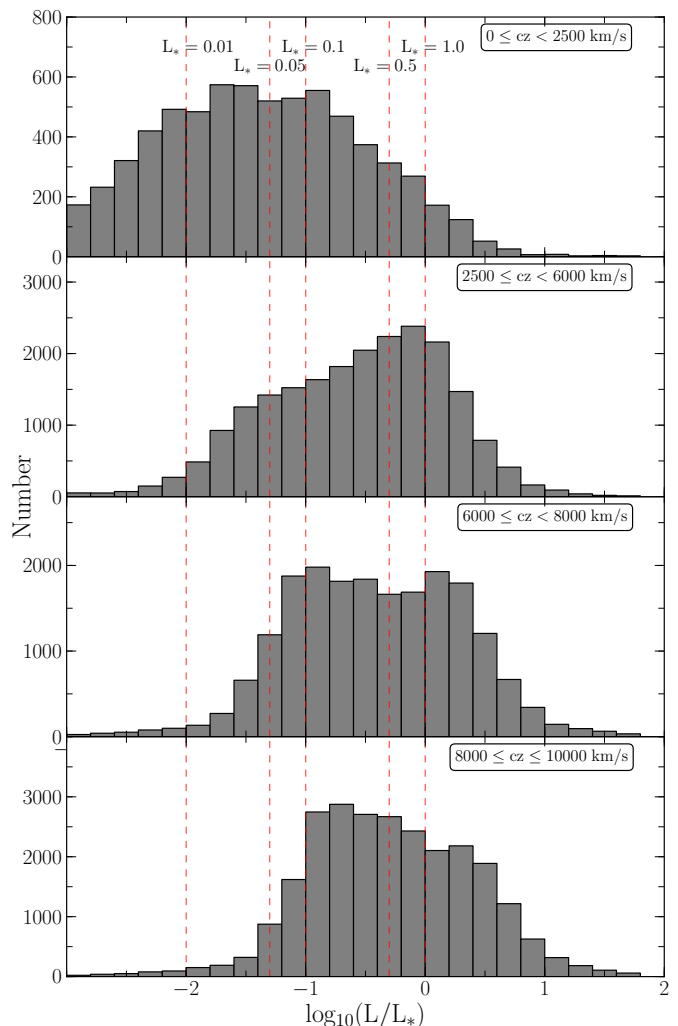 800
600
400
200
0
L* = 0.01
L* = 0.1
L* = 1.0
L* = 0.05
L* = 0.5
0 ≤ cz < 2500 km/s
3000
2000
1000
0
2500 ≤ cz < 6000 km/s
Number
2000
1000
0
6000 ≤ cz < 8000 km/s
3000
2000
1000
0
8000 ≤ cz ≤ 10000 km/s
−2
−1
0
1
2
log₁₀(L/L*)